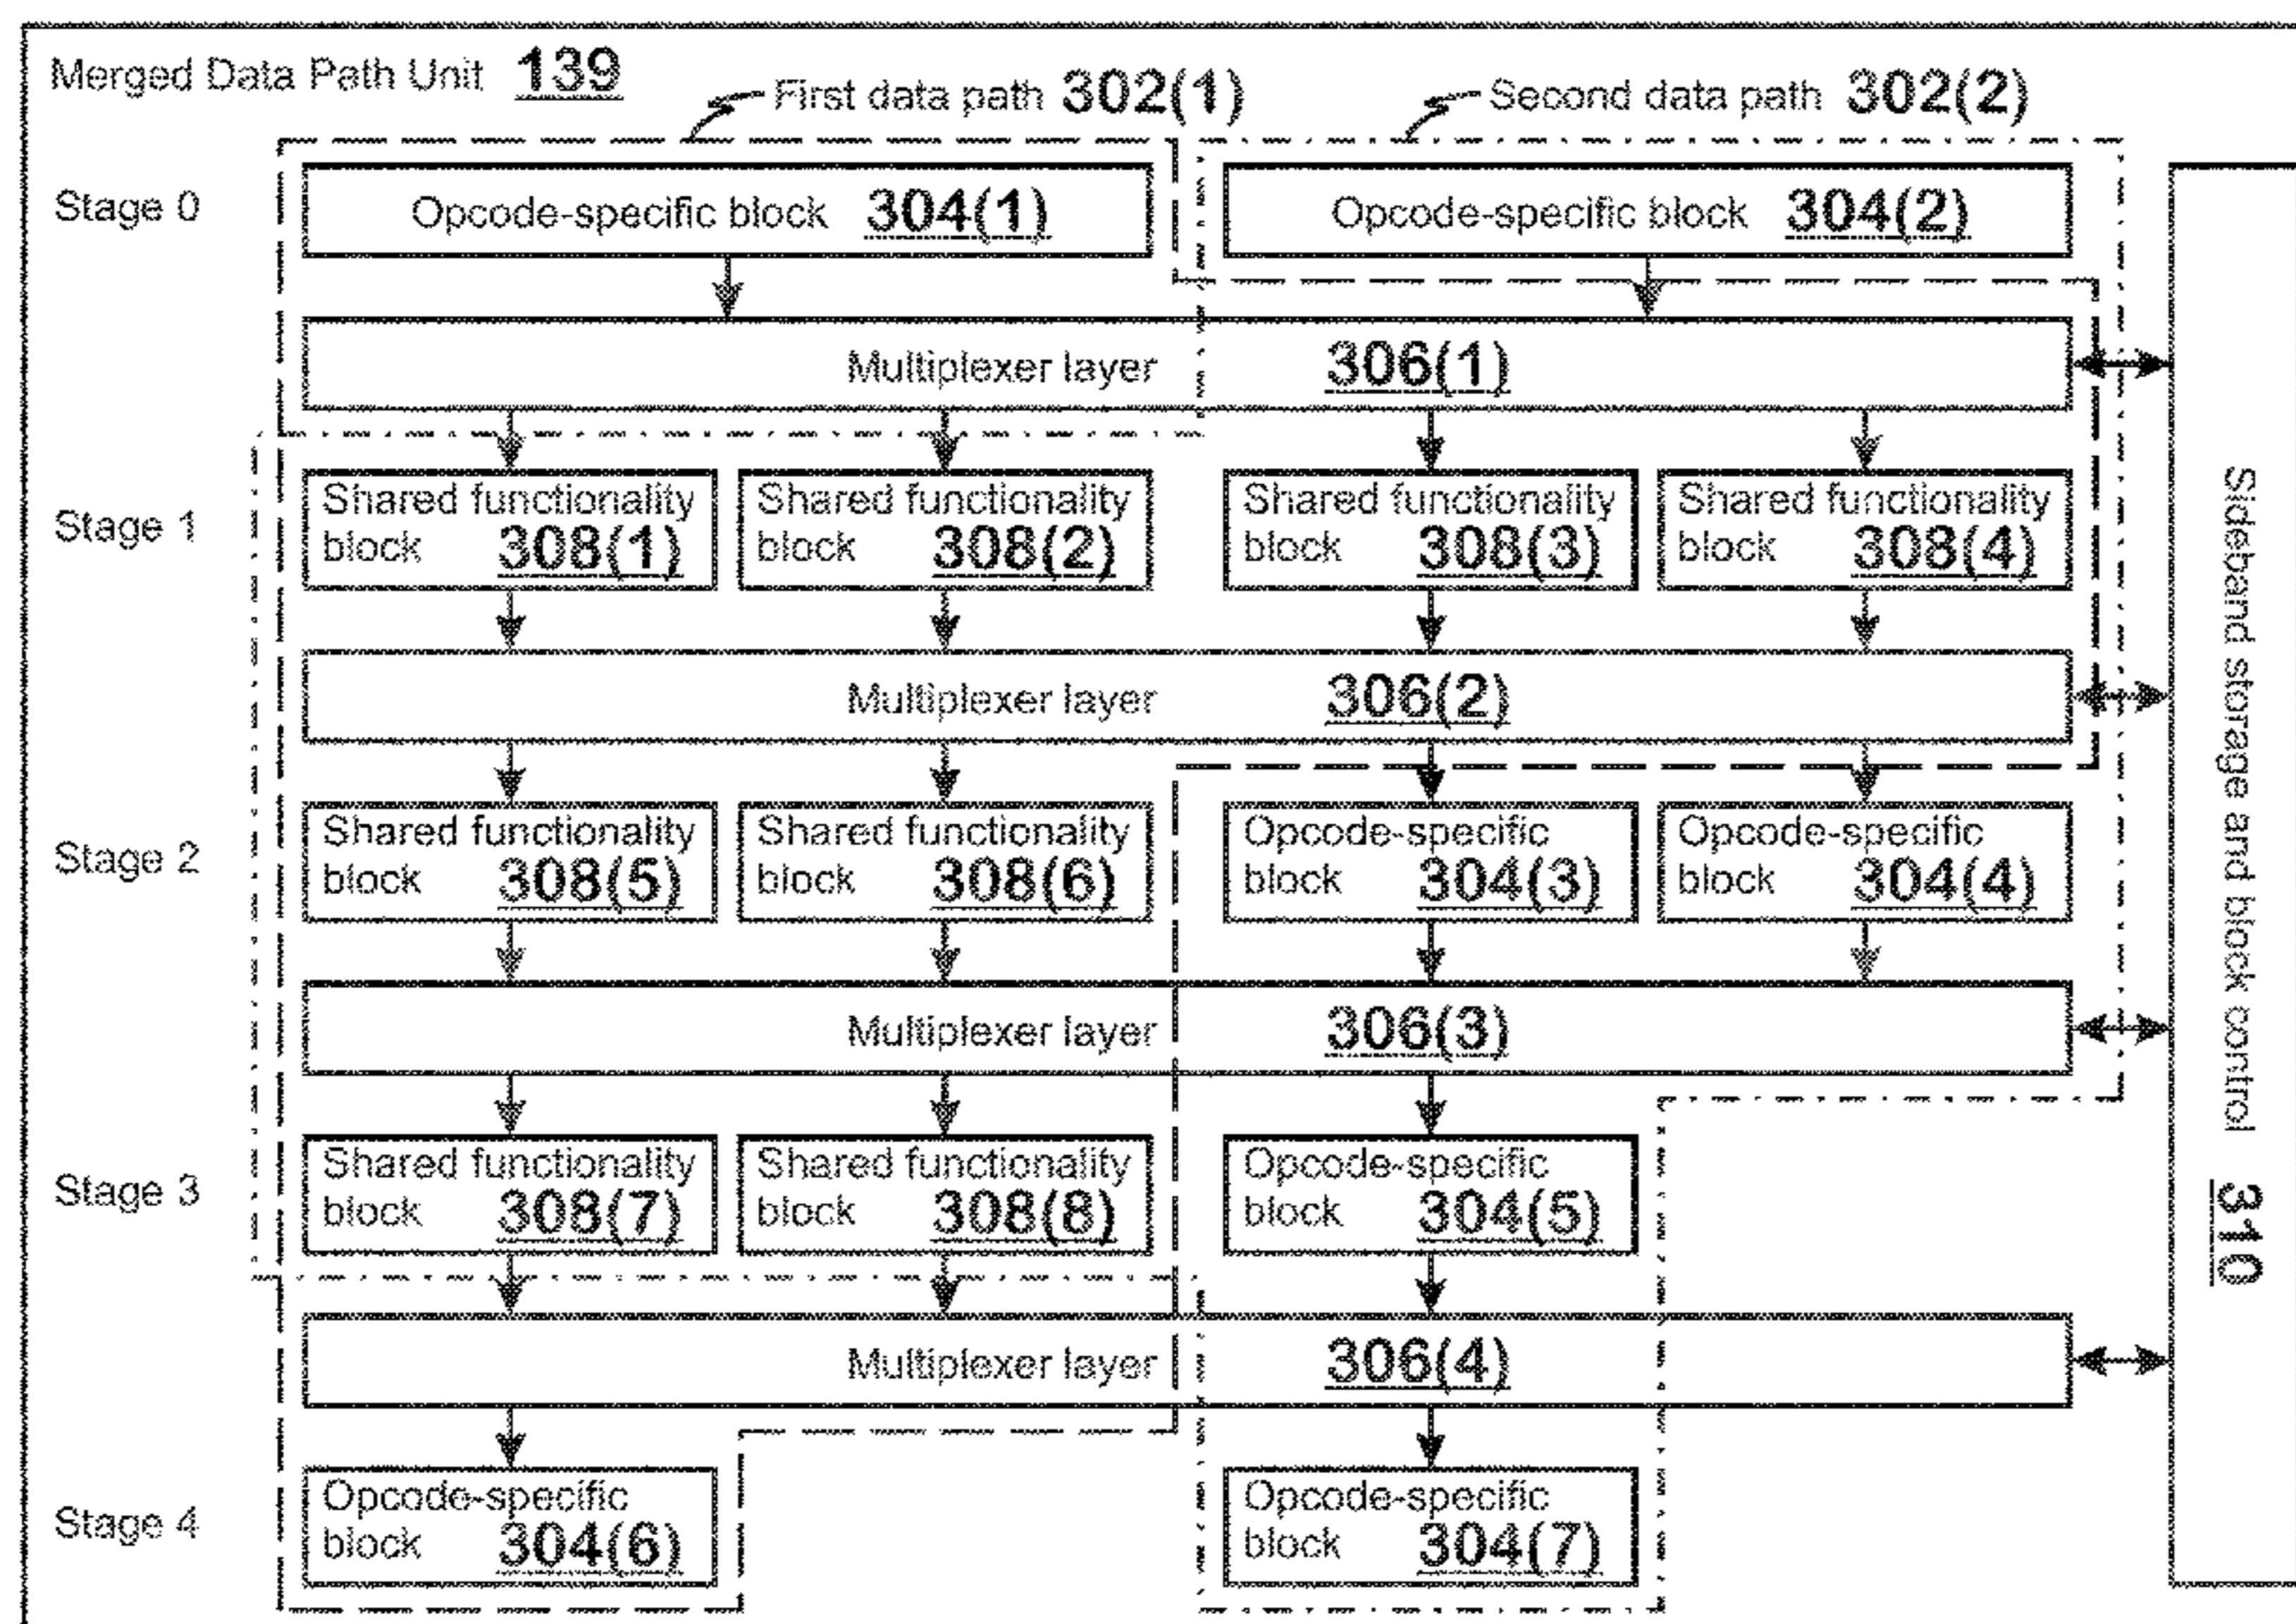 Merged Data Path Unit 139
First data path 302(1)
Second data path 302(2)
Stage 0
Opcode-specific block 304(1)
Opcode-specific block 304(2)
Multiplexer layer 306(1)
Stage 1
Shared functionality
block 308(1)
Shared functionality
block 308(2)
Shared functionality
block 308(3)
Shared functionality
block 308(4)
Multiplexer layer 306(2)
Stage 2
Shared functionality
block 308(5)
Shared functionality
block 308(6)
Opcode-specific
block 304(3)
Opcode-specific
block 304(4)
Multiplexer layer 306(3)
Stage 3
Shared functionality
block 308(7)
Shared functionality
block 308(8)
Opcode-specific
block 304(5)
Multiplexer layer 306(4)
Stage 4
Opcode-specific
block 304(6)
Opcode-specific
block 304(7)
Sideband storage and block control 310